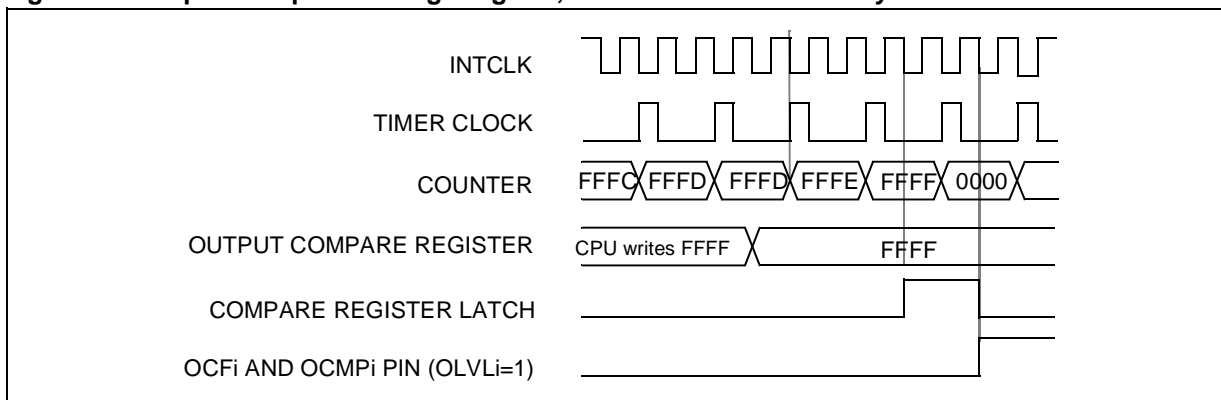 INTCLK
TIMER CLOCK
COUNTER
FFFC FFFD FFFD FFFE FFFF 0000
OUTPUT COMPARE REGISTER
CPU writes FFFF
FFFF
COMPARE REGISTER LATCH
OCFi AND OCMPi PIN (OLVLi=1)